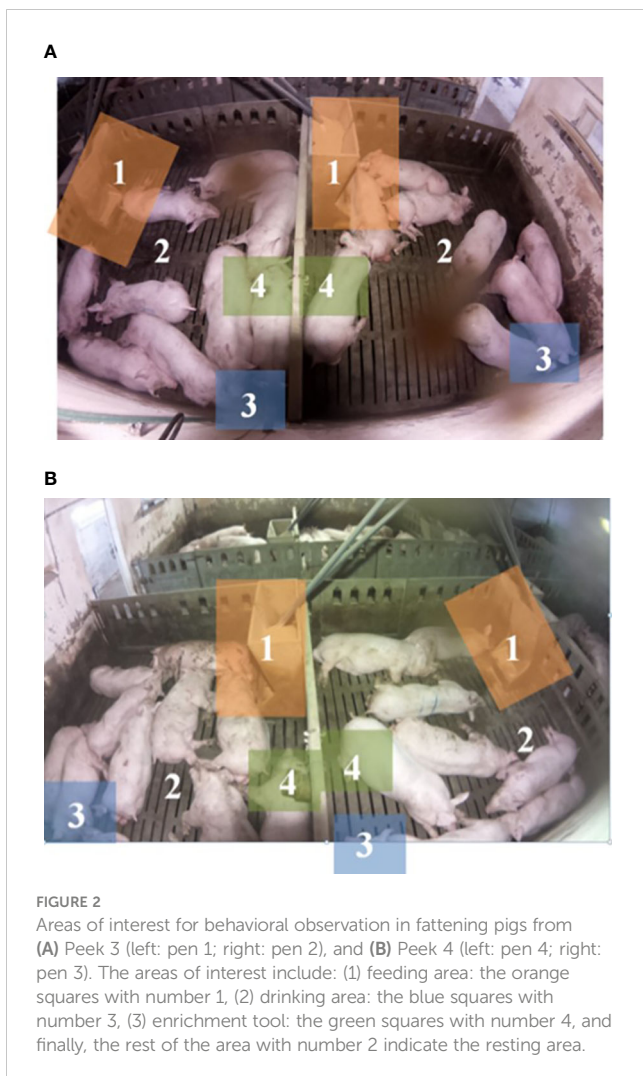 A
1
1
2
2
4
4
3
3
B
1
1
2
4
4
2
3
3
FIGURE 2
Areas of interest for behavioral observation in fattening pigs from
(A) Peek 3 (left: pen 1; right: pen 2), and (B) Peek 4 (left: pen 4; right:
pen 3). The areas of interest include: (1) feeding area: the orange
squares with number 1, (2) drinking area: the blue squares with
number 3, (3) enrichment tool: the green squares with number 4, and
finally, the rest of the area with number 2 indicate the resting area.